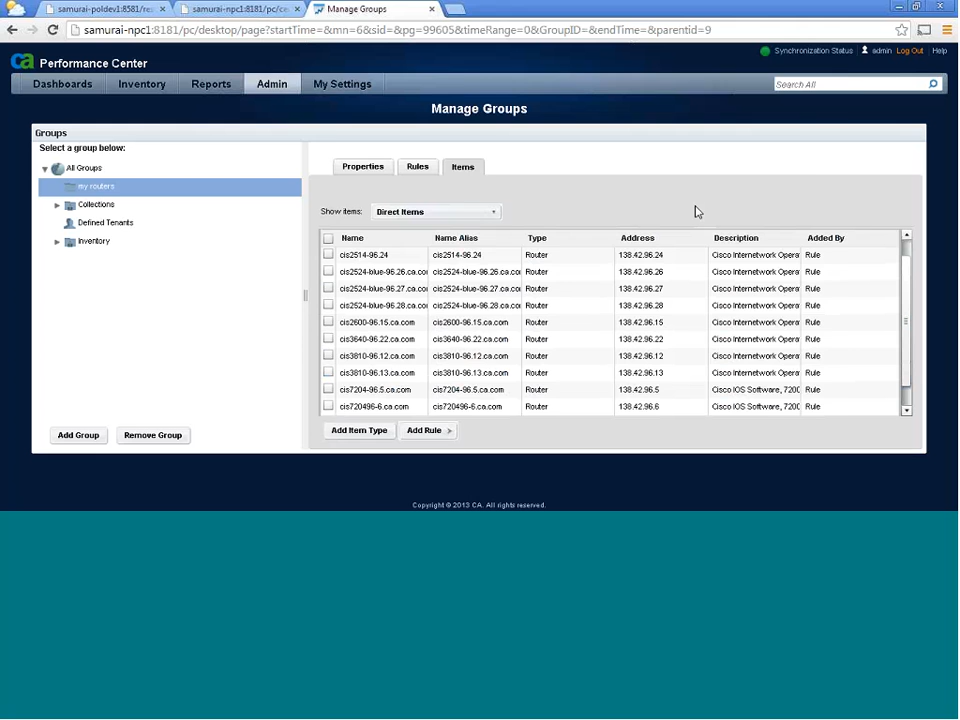 samurai-poldev1:8581/res
samurai-npc1:8181/pc/ce
Manage Groups
samurai-npc1:8181/pc/desktop/page?startTime=&mn=6&sid=&pg=99605&timeRange=0&GroupID=&endTime=&parentid=9
Synchronization Status admin Log Out Help
ca Performance Center
Dashboards Inventory Reports Admin My Settings Search All
Manage Groups
Groups
Select a group below:
All Groups
my routers
Collections
Defined Tenants
Inventory
Add Group Remove Group
Properties Rules Items
Show items: Direct Items
Name Name Alias Type Address Description Added By
cis2514-96.24 cis2514-96.24 Router 138.42.96.24 Cisco Internetwork Opera Rule
cis2524-blue-96.26.ca.co cis2524-blue-96.26.ca.co Router 138.42.96.26 Cisco Internetwork Opera Rule
cis2524-blue-96.27.ca.co cis2524-blue-96.27.ca.co Router 138.42.96.27 Cisco Internetwork Opera Rule
cis2524-blue-96.28.ca.co cis2524-blue-96.28.ca.co Router 138.42.96.28 Cisco Internetwork Opera Rule
cis2600-96.15.ca.com cis2600-96.15.ca.com Router 138.42.96.15 Cisco Internetwork Opera Rule
cis3640-96.22.ca.com cis3640-96.22.ca.com Router 138.42.96.22 Cisco Internetwork Opera Rule
cis3810-96.12.ca.com cis3810-96.12.ca.com Router 138.42.96.12 Cisco Internetwork Opera Rule
cis3810-96.13.ca.com cis3810-96.13.ca.com Router 138.42.96.13 Cisco Internetwork Opera Rule
cis7204-96.5.ca.com cis7204-96.5.ca.com Router 138.42.96.5 Cisco IOS Software, 7200 Rule
cis720496-6.ca.com cis720496-6.ca.com Router 138.42.96.6 Cisco IOS Software, 720 Rule
Add Item Type Add Rule >
Copyright © 2013 CA. All rights reserved.